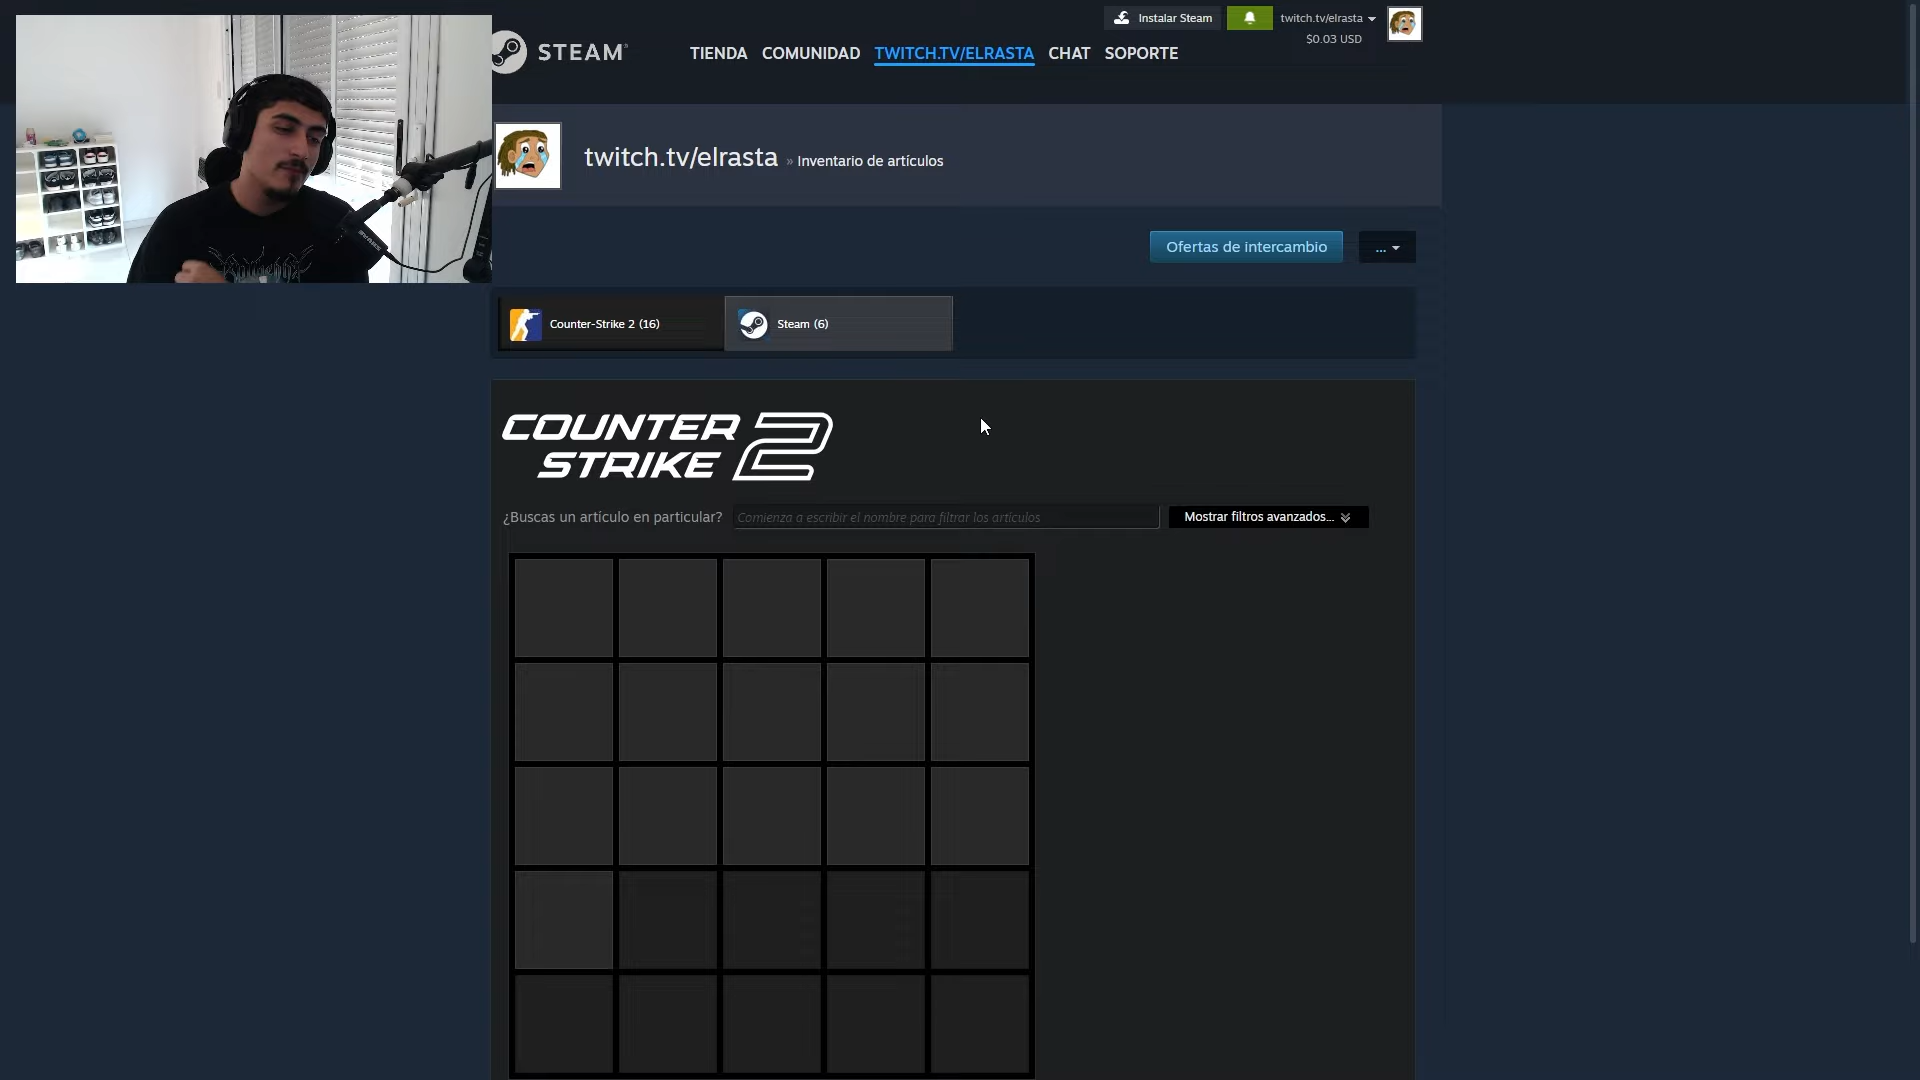 Instalar Steam
twitch.tv/elrasta
$0.03 USD
STEAM
TIENDA COMUNIDAD TWITCH.TV/ELRASTA CHAT SOPORTE
twitch.tv/elrasta » Inventario de artículos
Ofertas de intercambio
...
Counter-Strike 2 (16)
Steam (6)
COUNTER
STRIKE 2
¿Buscas un artículo en particular?
Comienza a escribir el nombre para filtrar los artículos
Mostrar filtros avanzados...